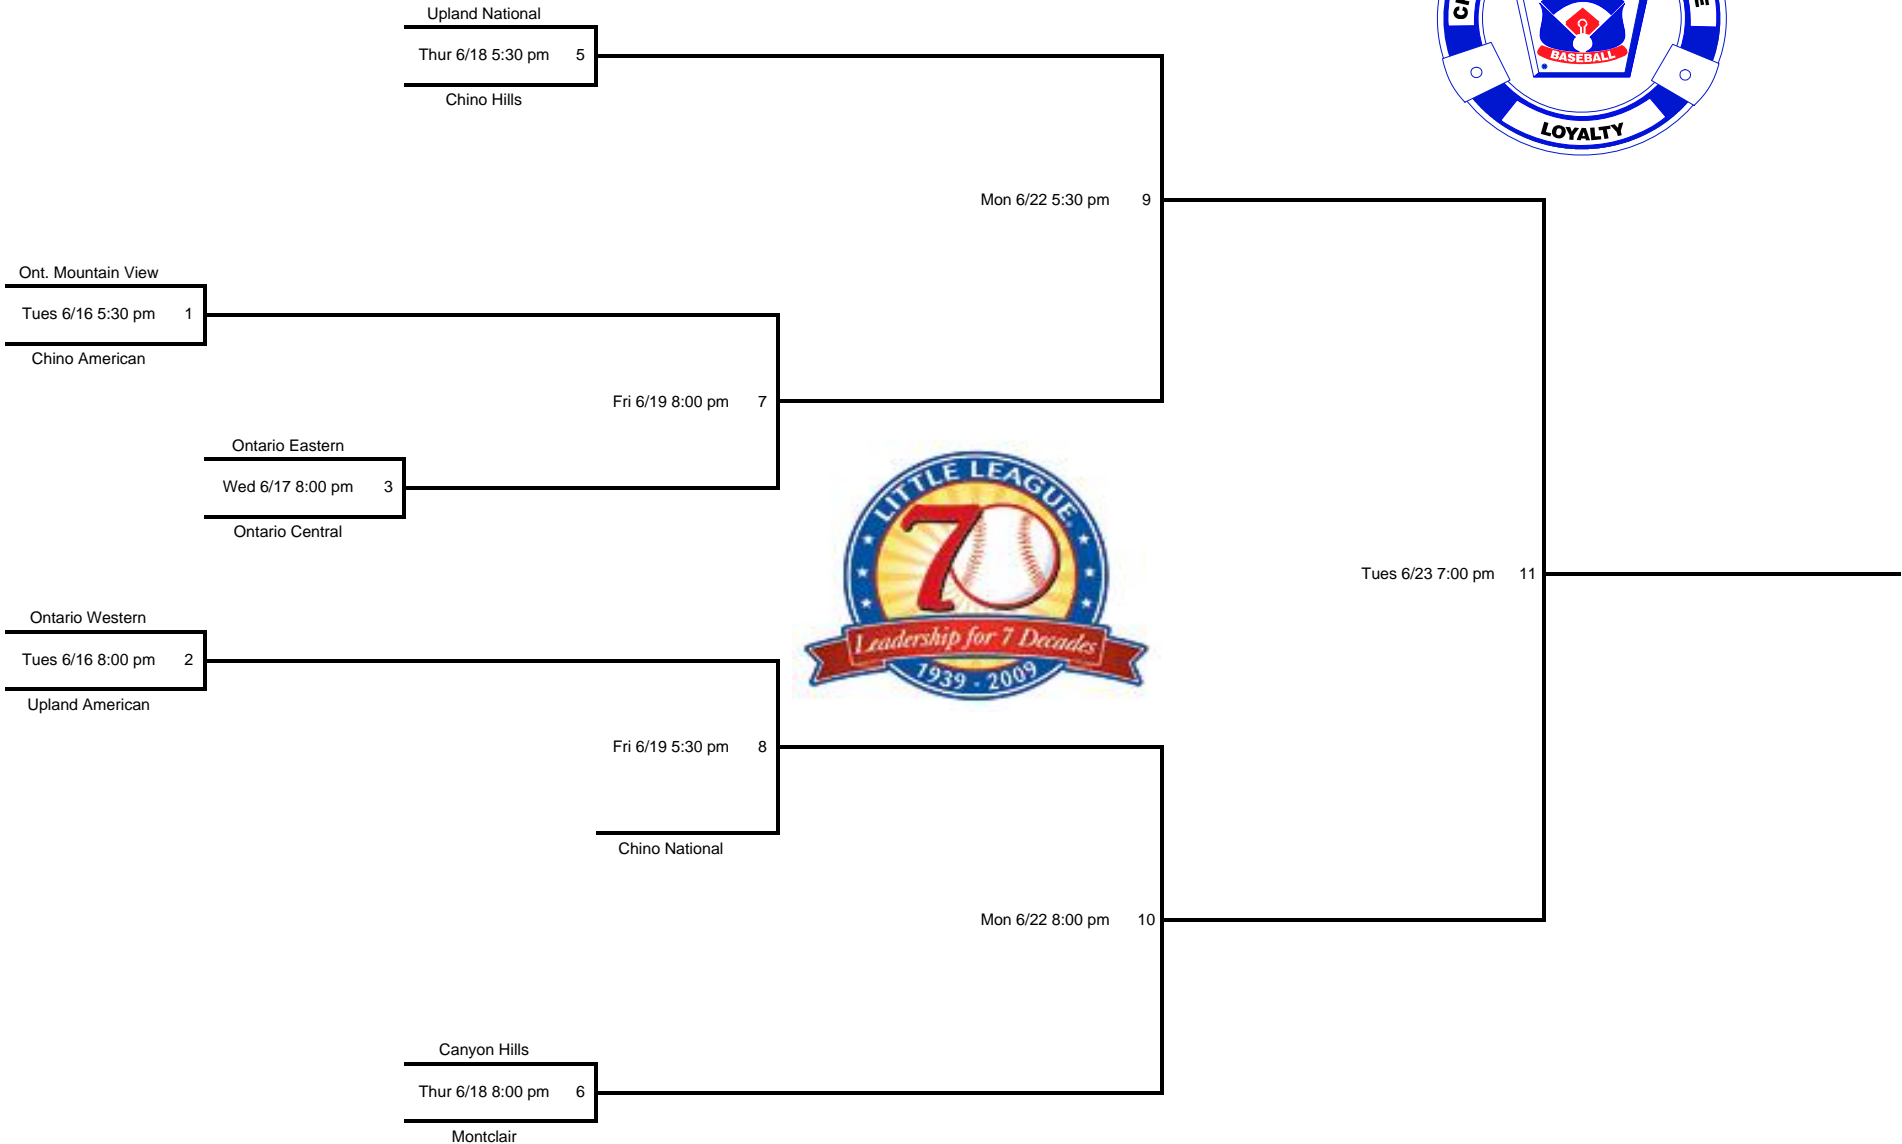 Upland National
Thur 6/18 5:30 pm 5
Chino Hills
BASEBALL
LOYALTY
Mon 6/22 5:30 pm 9
Ont. Mountain View
Tues 6/16 5:30 pm 1
Chino American
Fri 6/19 8:00 pm 7
Ontario Eastern
Wed 6/17 8:00 pm 3
Ontario Central
LITTLE LEAGUE
70
Leadership for 7 Decades
1939 - 2009
Tues 6/23 7:00 pm 11
Ontario Western
Tues 6/16 8:00 pm 2
Upland American
Fri 6/19 5:30 pm 8
Chino National
Mon 6/22 8:00 pm 10
Canyon Hills
Thur 6/18 8:00 pm 6
Montclair